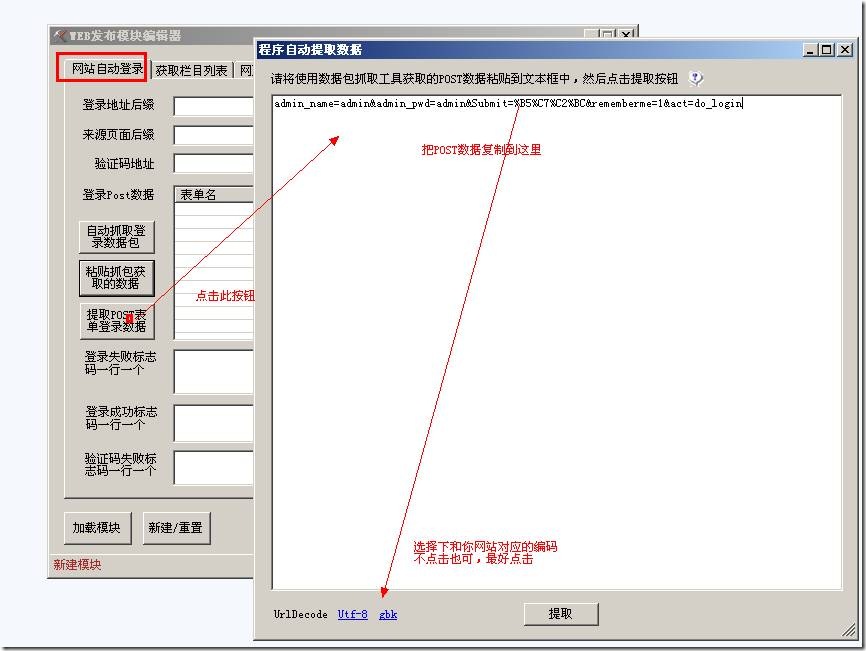 WEB发布模块编辑器
网站自动登录
获取栏目列表
网
登录地址后缀
来源页面后缀
验证码地址
登录Post数据
表单名
自动抓取登
录数据包
粘贴抓包获
取的数据
提取POST表
单登录数据
点击此按钮
登录失败标志
码一行一个
登录成功标志
码一行一个
验证码失败标
志码一行一个
加载模块
新建/重置
新建模块
程序自动提取数据
请将使用数据包抓取工具获取的POST数据粘贴到文本框中，然后点击提取按钮
admin_name=admin&admin_pwd=admin&Submit=%B5%C7%C2%BC&rememberme=1&act=do_login
把POST数据复制到这里
选择下和你网站对应的编码
不点击也可，最好点击
UrlDecode Utf-8 gbk
提取